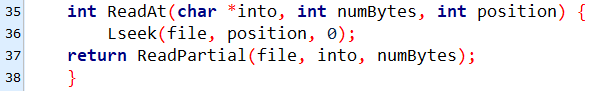 35 int ReadAt(char *into, int numBytes, int position) {
36 Lseek(file, position, 0);
37 return ReadPartial(file, into, numBytes);
38 }